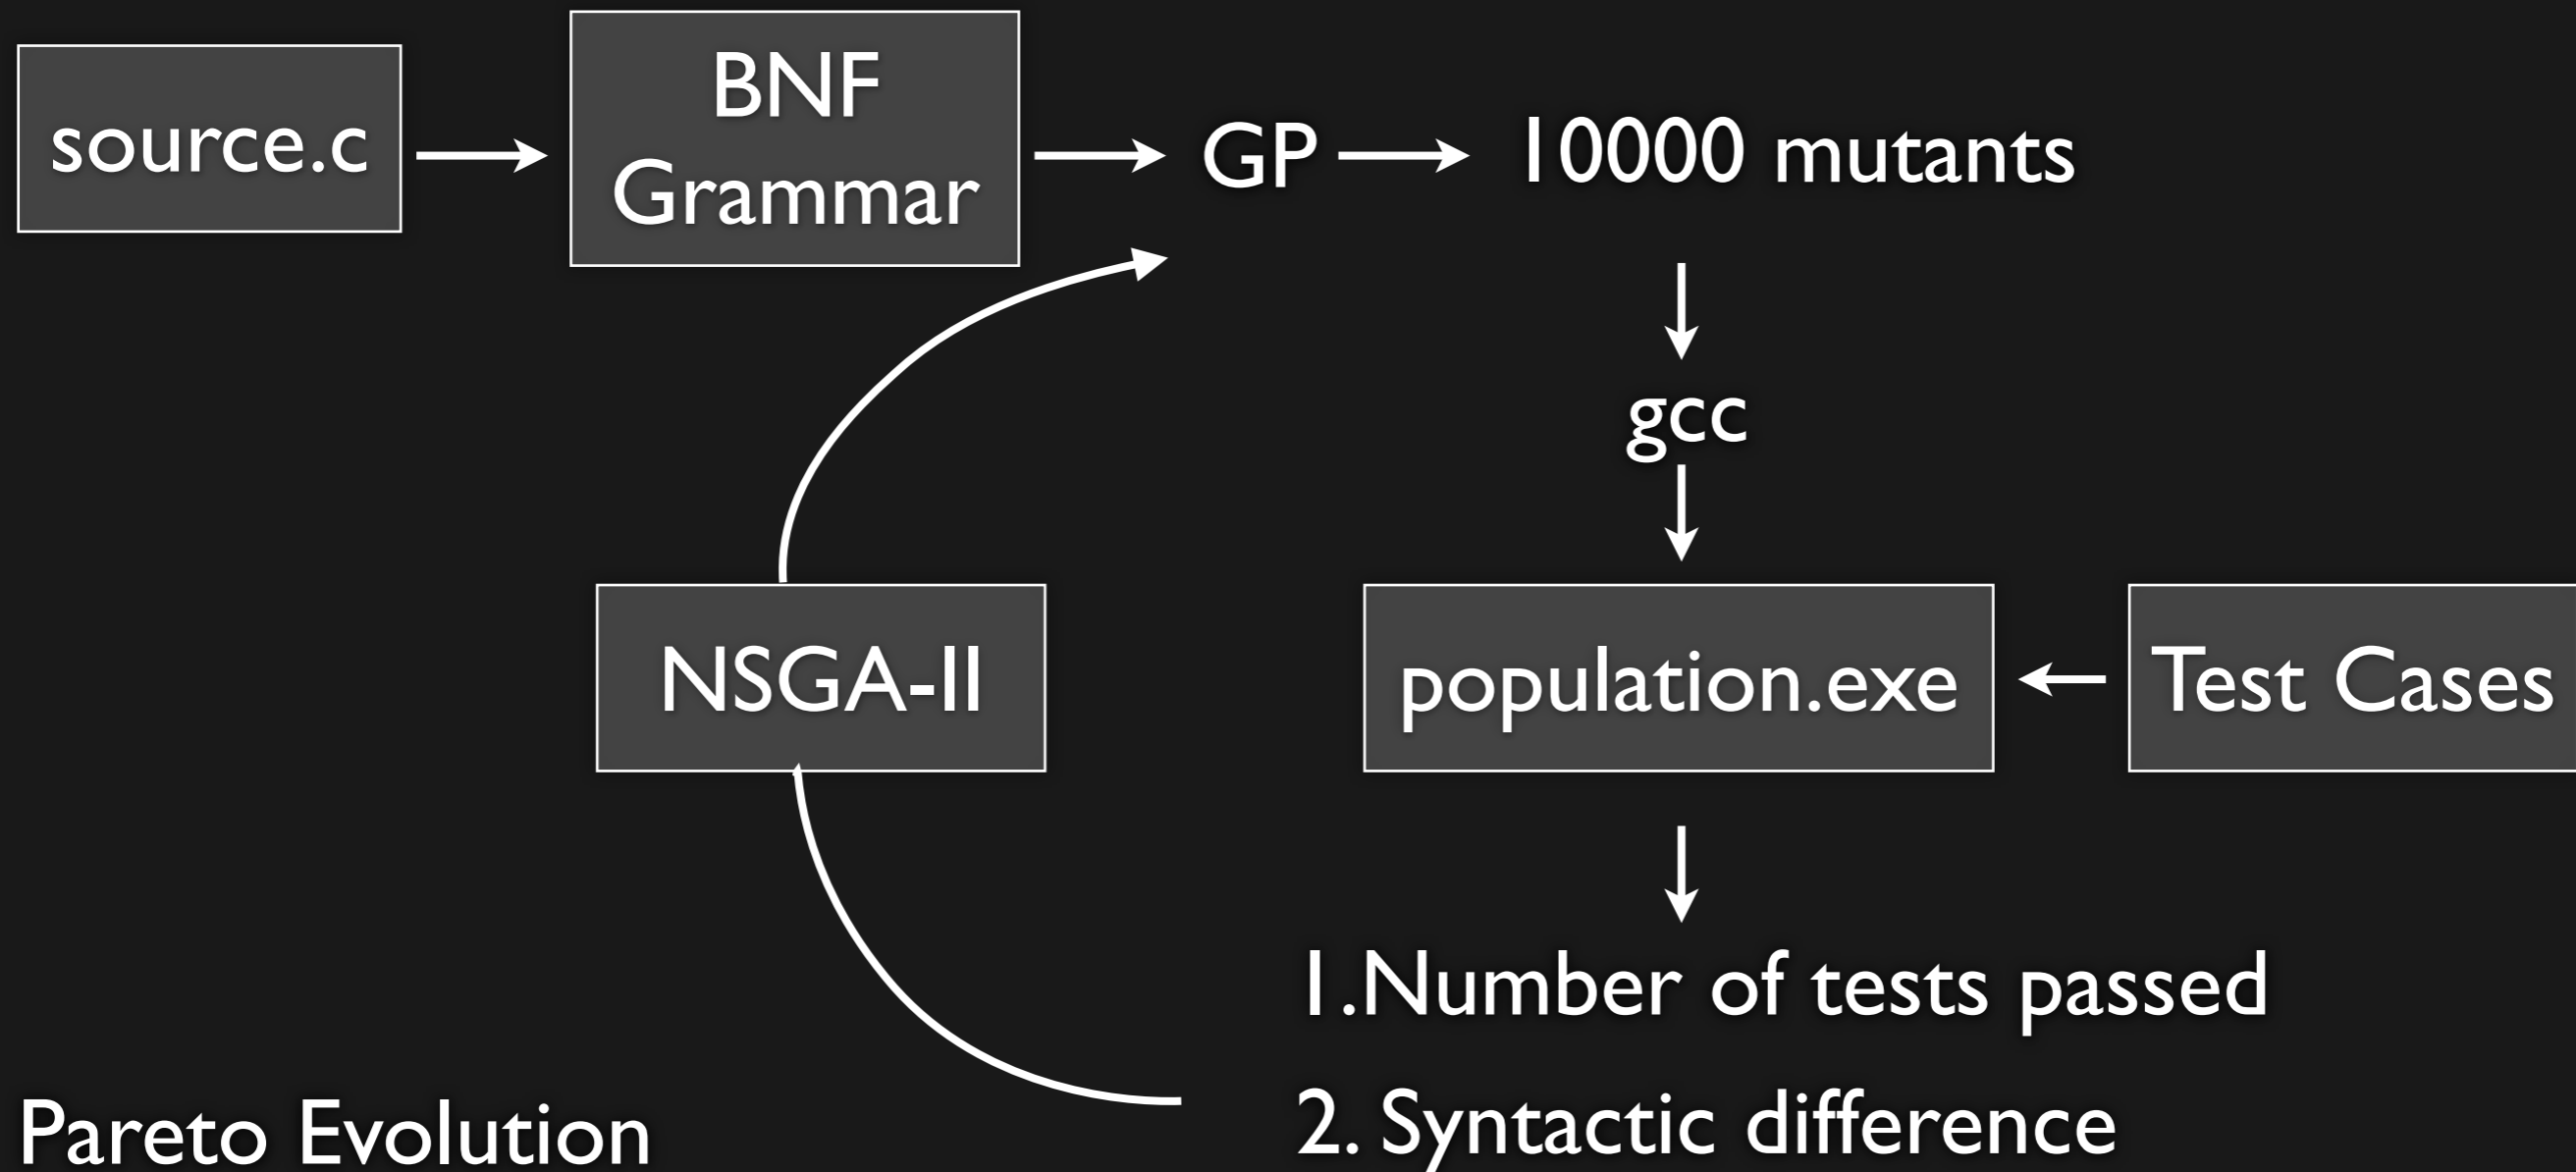 source.c
BNF
Grammar
GP
10000 mutants
gcc
NSGA-II
population.exe
Test Cases
1.Number of tests passed
2. Syntactic difference
Pareto Evolution